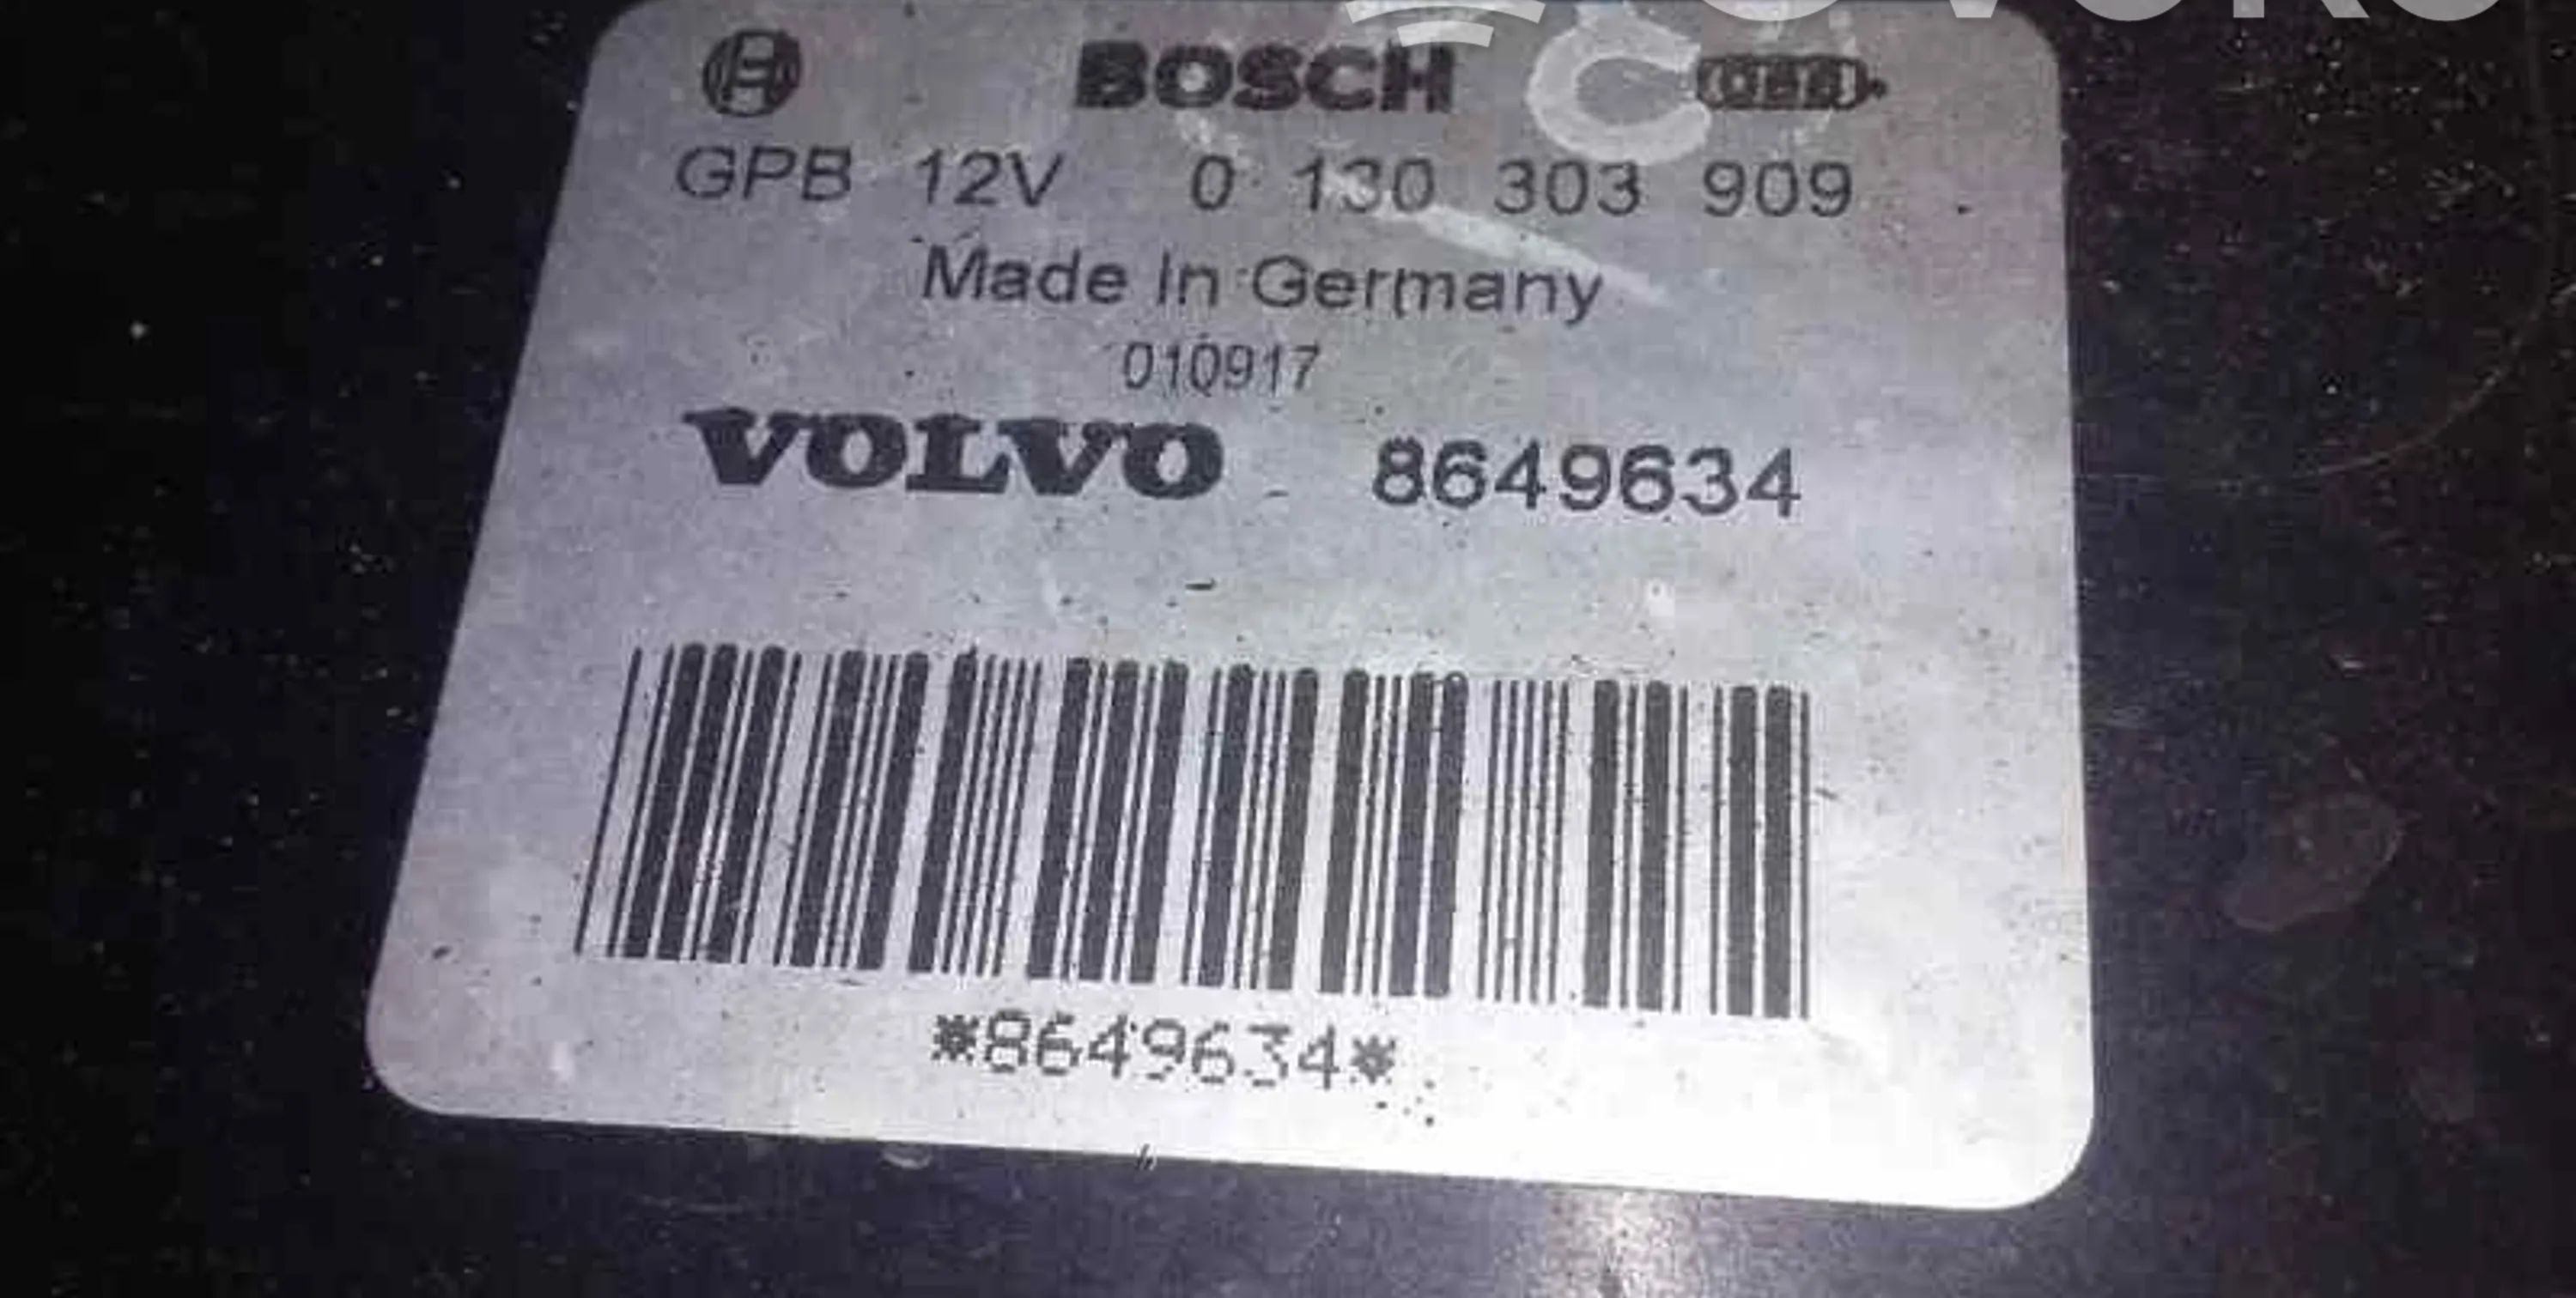 BOSCH
GPB 12V 0 130 303 909
Made In Germany
010917
VOLVO 8649634
*8649634*